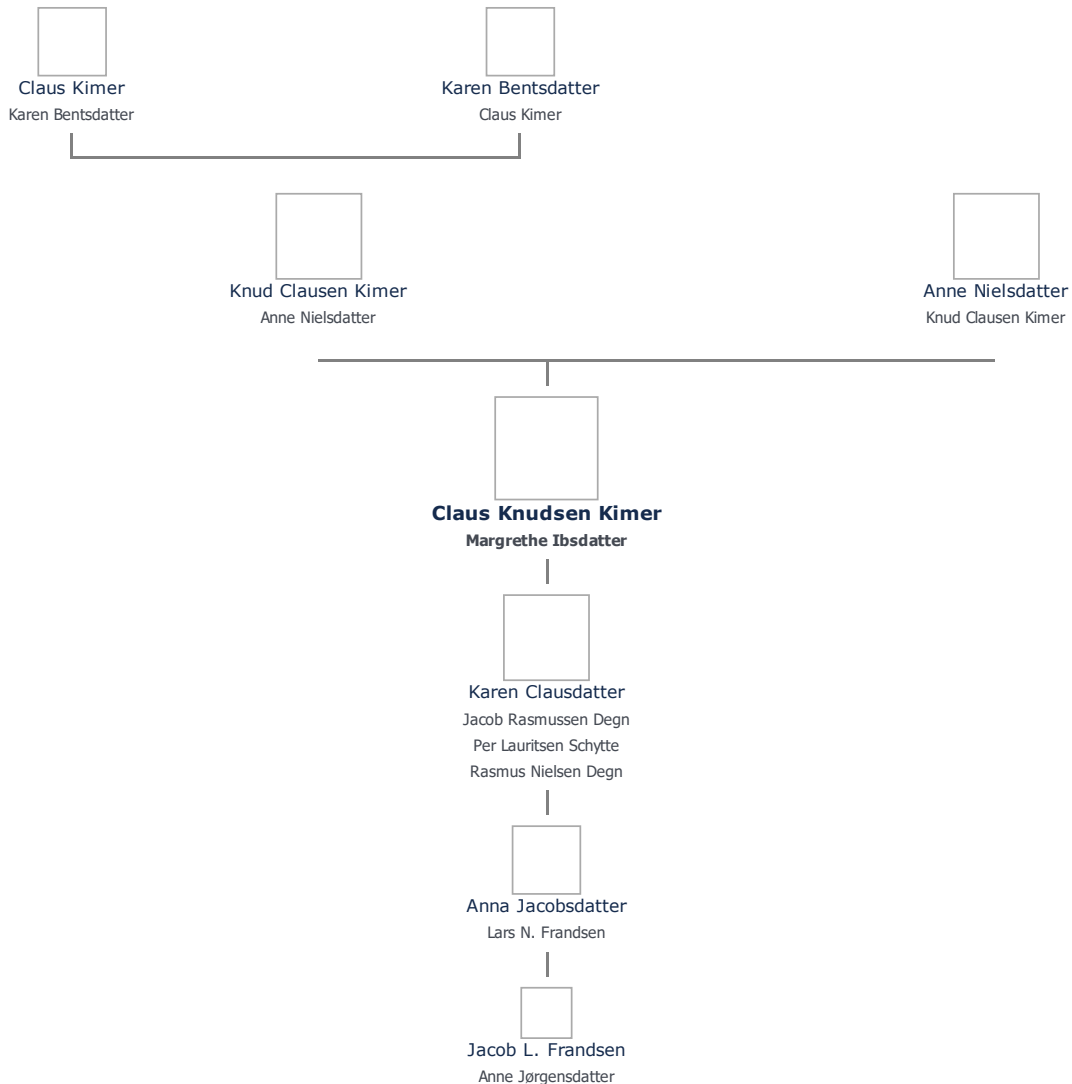 Claus Kimer
Karen Bentsdatter
Karen Bentsdatter
Claus Kimer
Knud Clausen Kimer
Anne Nielsdatter
Anne Nielsdatter
Knud Clausen Kimer
Claus Knudsen Kimer
Margrethe Ibsdatter
Karen Clausdatter
Jacob Rasmussen Degn
Per Lauritsen Schytte
Rasmus Nielsen Degn
Anna Jacobsdatter
Lars N. Frandsen
Jacob L. Frandsen
Anne Jørgensdatter